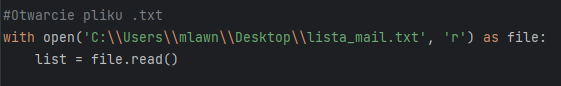 #Otwarcie pliku .txt
with open('C:\\Users\\mlawn\\Desktop\\lista_mail.txt', 'r') as file:
    list = file.read()